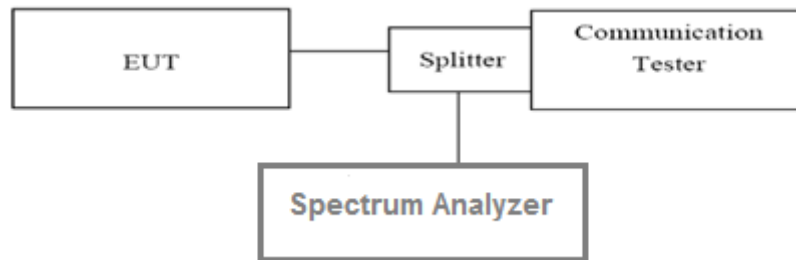 EUT
Splitter
Communication
Tester
Spectrum Analyzer